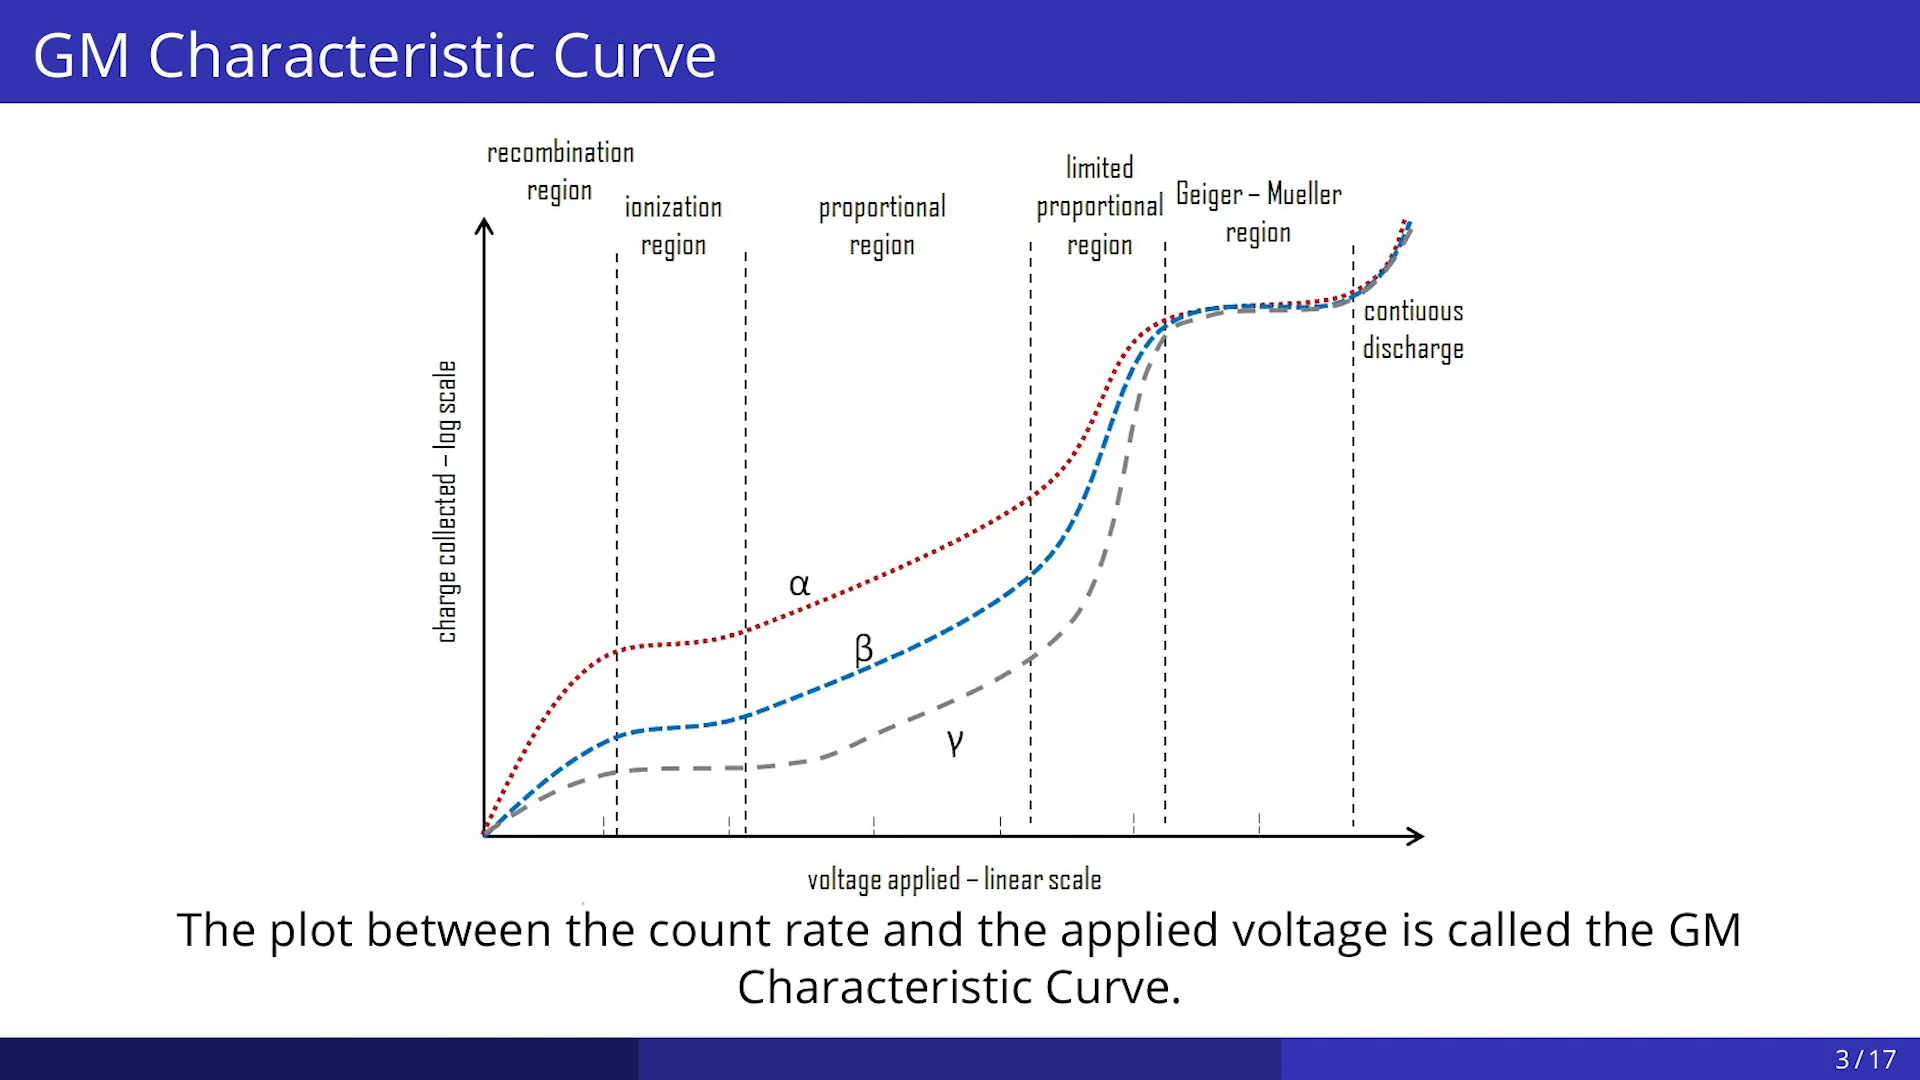 GM Characteristic Curve
recombination
region
ionization
region
proportional
region
limited
proportional
region
Geiger – Mueller
region
contiuous
discharge
charge collected – log scale
α
β
γ
voltage applied – linear scale
The plot between the count rate and the applied voltage is called the GM
Characteristic Curve.
3 / 17